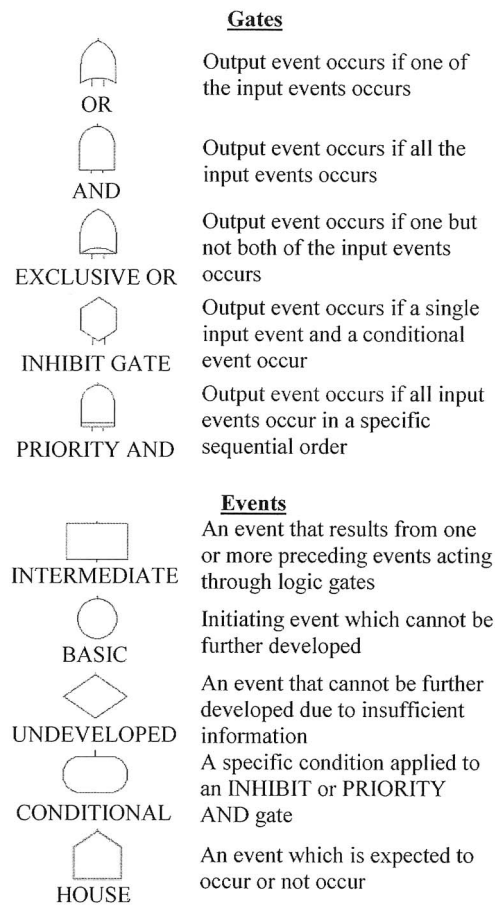 Gates
Output event occurs if one of
the input events occurs
OR
Output event occurs if all the
input events occurs
AND
Output event occurs if one but
not both of the input events
occurs
EXCLUSIVE OR
Output event occurs if a single
input event and a conditional
event occur
INHIBIT GATE
Output event occurs if all input
events occur in a specific
sequential order
PRIORITY AND
Events
An event that results from one
or more preceding events acting
through logic gates
INTERMEDIATE
Initiating event which cannot be
further developed
BASIC
An event that cannot be further
developed due to insufficient
information
UNDEVELOPED
A specific condition applied to
an INHIBIT or PRIORITY
AND gate
CONDITIONAL
An event which is expected to
occur or not occur
HOUSE